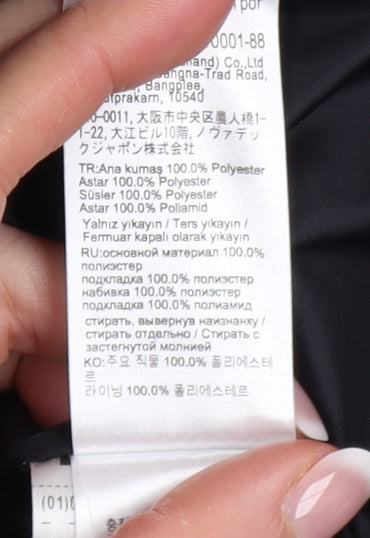 por
0001-88
land) Co.,Ltd
Bangna-Trad Road,
Bangplee,
utprakarn, 10540
40-0011, 大阪市中央区農人橋1-
1-22, 大江ビル10階, ノヴァデッ
クジャパン株式会社
TR:Ana kumaş 100.0% Polyester
Astar 100.0% Polyester
Süsler 100.0% Polyester
Astar 100.0% Poliamid
Yalnız yıkayın / Ters yıkayın /
Fermuar kapalı olarak yıkayın
RU:основной материал 100.0%
полиэстер
подкладка 100.0% полиэстер
набивка 100.0% полиэстер
подкладка 100.0% полиамид
стирать, вывернув наизнанку /
стирать отдельно / Стирать с
застегнутой молнией
KO:주요 직물 100.0% 폴리에스테
르
라이닝 100.0% 폴리에스테르
(01)